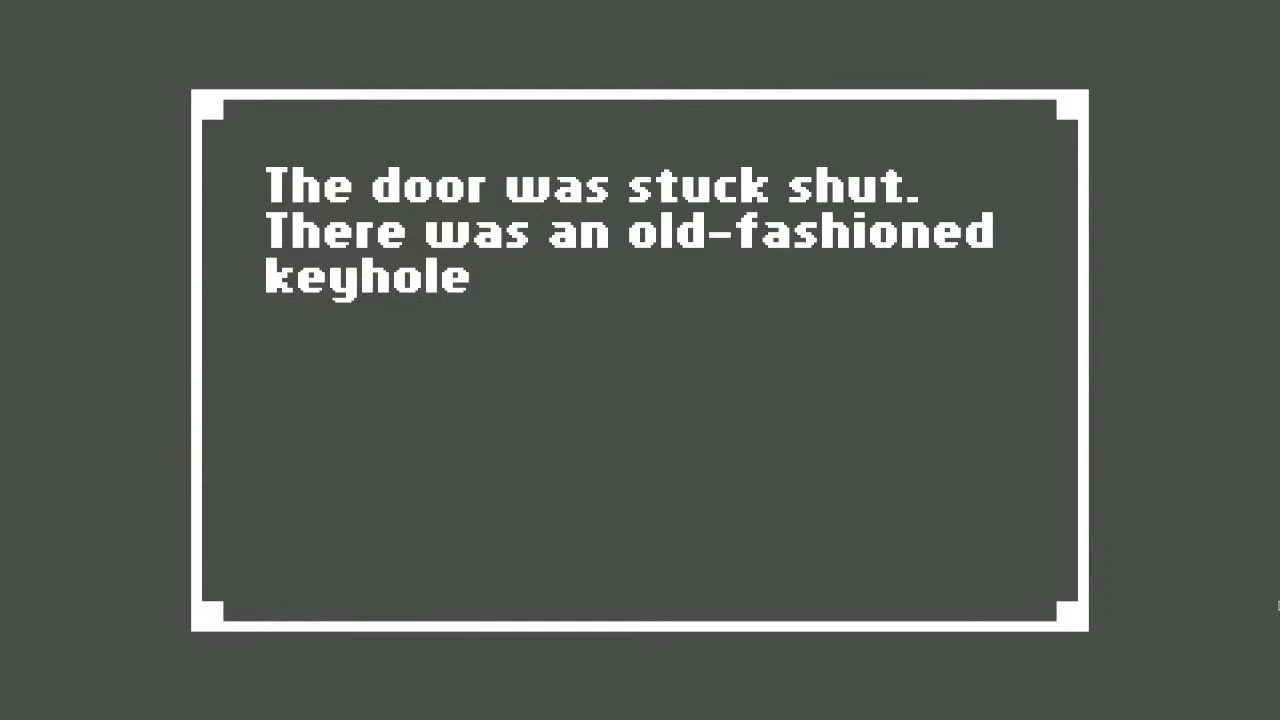 The door was stuck shut.
There was an old-fashioned
keyhole